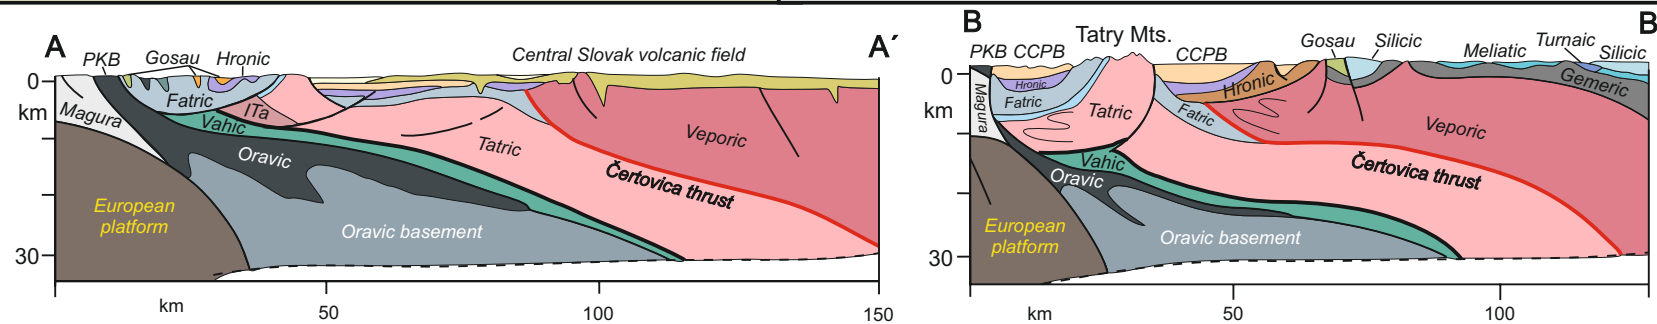 A
PKB
Gosau
Hronic
Central Slovak volcanic field
A´
0
km
30
Magura
Fatric
ITa
Vahic
Oravic
Tatric
Veporic
Čertovica thrust
European
platform
Oravic basement
km
50
100
150
B
Tatry Mts.
B
PKB CCPB
CCPB
Gosau
Silicic
Meliatic
Turnaic
Silicic
0
km
30
Magura
Hronic
Fatric
Tatric
Hronic
Fatric
Gemeric
Veporic
Vahic
Oravic
Čertovica thrust
European
platform
Oravic basement
km
50
100